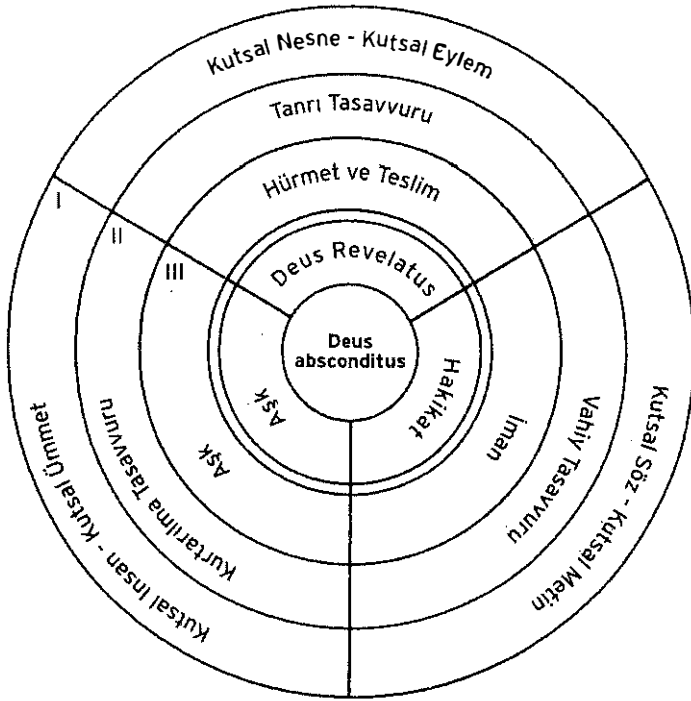 Kutsal Nesne - Kutsal Eylem
Tanrı Tasavvuru
Hürmet ve Teslim
Deus Revelatus
Deus
absconditus
I
II
III
Hakikat
İman
Vahiy Tasavvuru
Kutsal Söz - Kutsal Metin
Aşk
Aşk
Kurtarılma Tasavvuru
Kutsal İnsan - Kutsal Ümmet